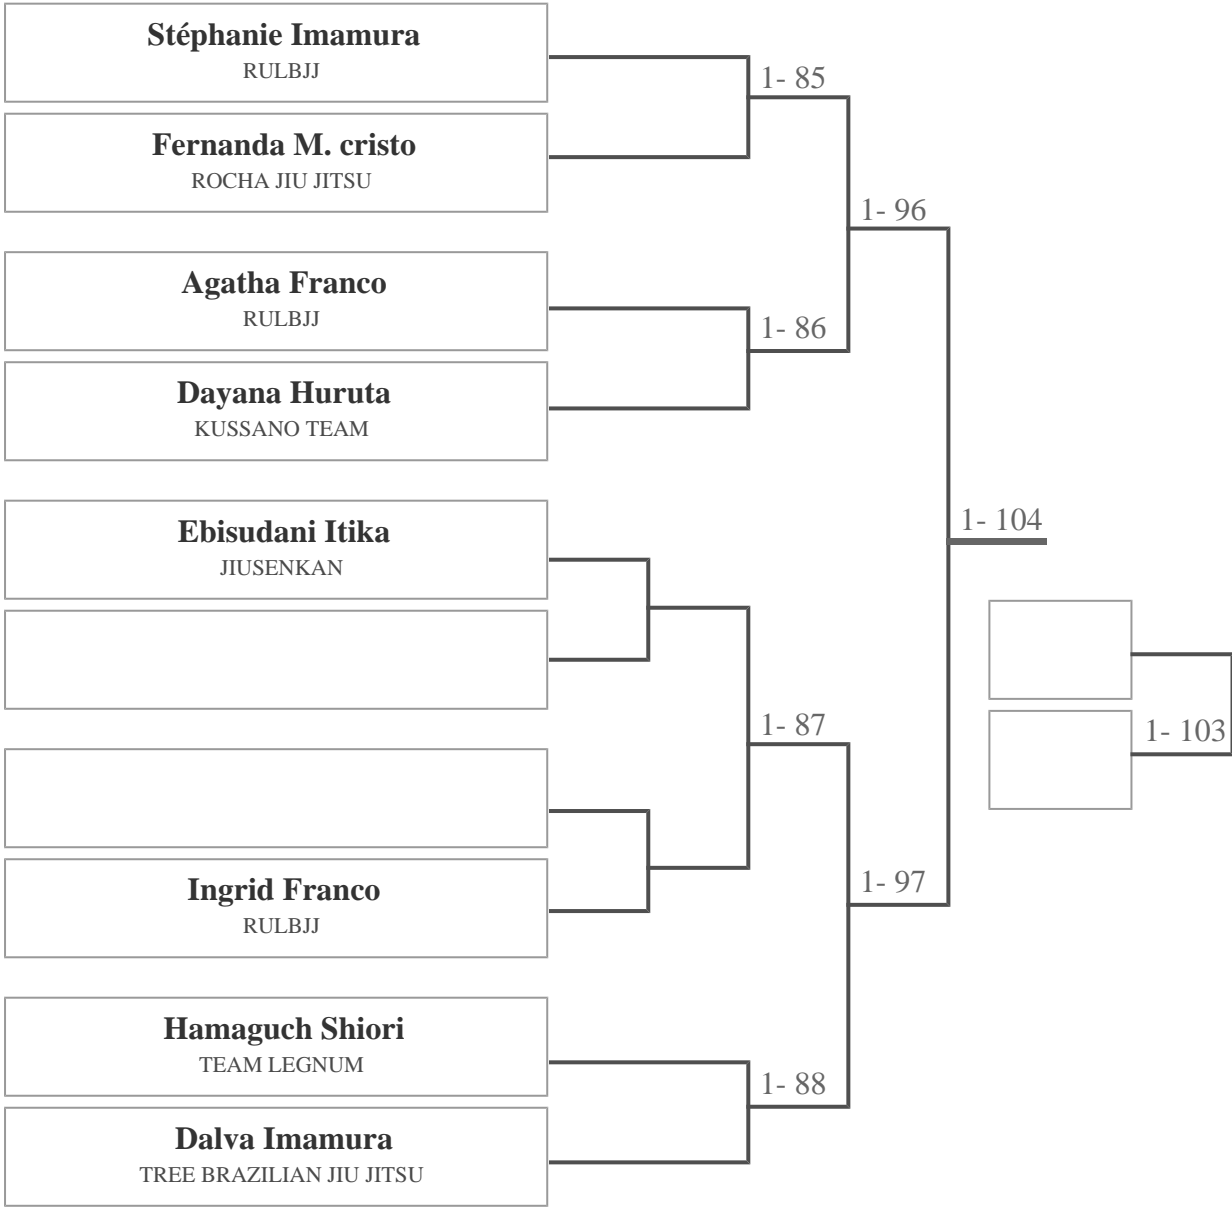 Stéphanie Imamura
RULBJJ
1- 85
Fernanda M. cristo
ROCHA JIU JITSU
1- 96
Agatha Franco
RULBJJ
1- 86
Dayana Huruta
KUSSANO TEAM
Ebisudani Itika
JIUSENKAN
1- 104
1- 87
1- 103
Ingrid Franco
RULBJJ
1- 97
Hamaguch Shiori
TEAM LEGNUM
1- 88
Dalva Imamura
TREE BRAZILIAN JIU JITSU